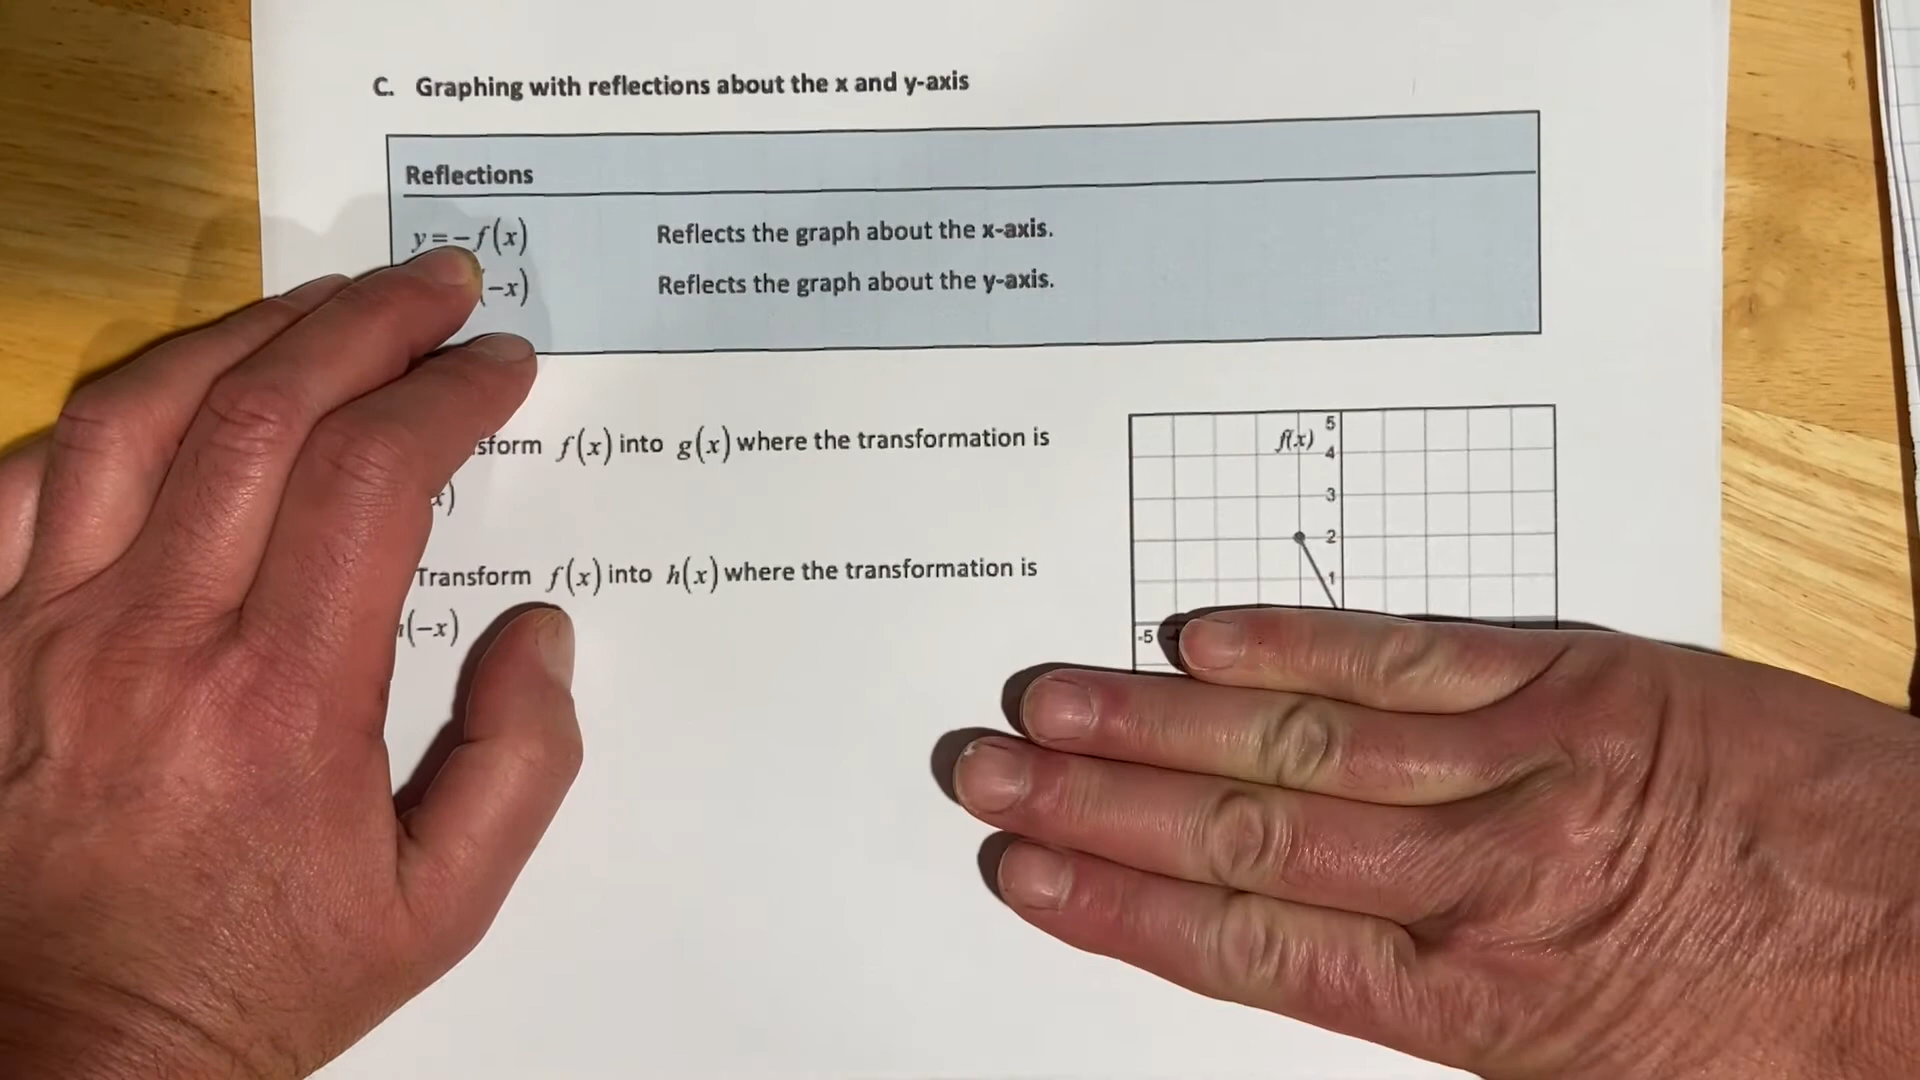 C. Graphing with reflections about the x and y-axis
Reflections
y=-f(x) Reflects the graph about the x-axis.
(-x) Reflects the graph about the y-axis.
f(x) into g(x) where the transformation is
Transform f(x) into h(x) where the transformation is
(-x)
f(x)
5
4
3
2
1
-5